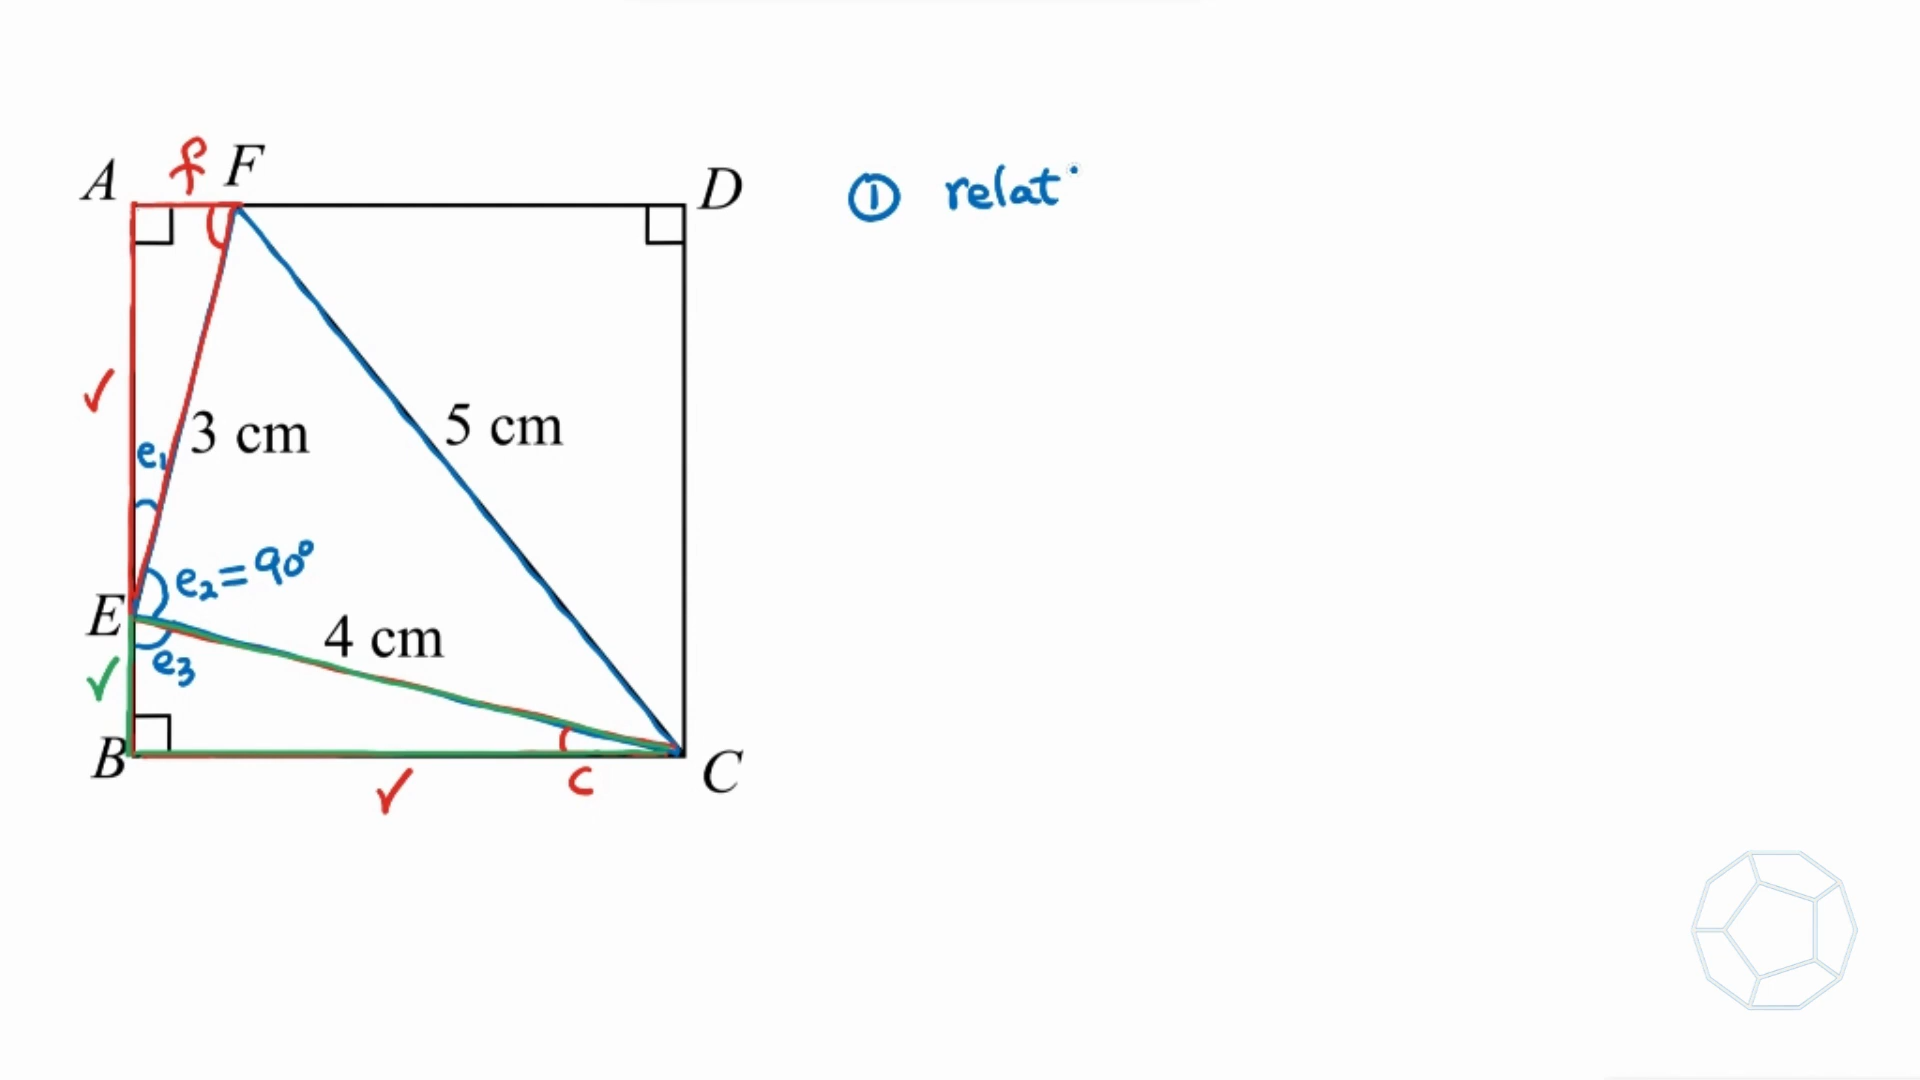 A f F D
① relat
3 cm
5 cm
e₁
e₂ = 90°
E
4 cm
e₃
B
c
C